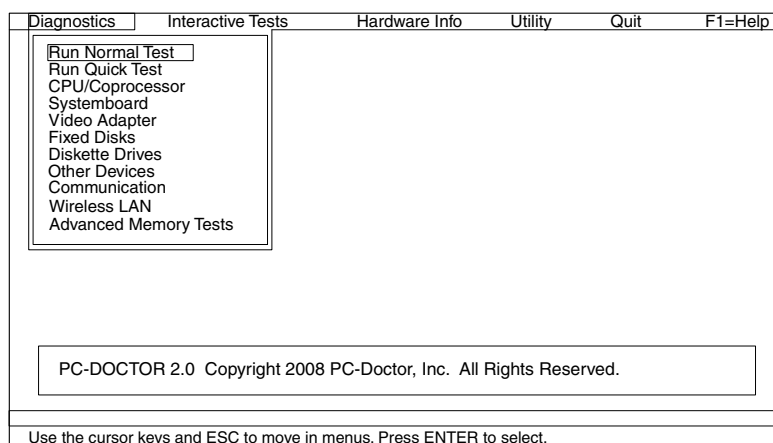 Diagnostics Interactive Tests Hardware Info Utility Quit F1=Help
Run Normal Test
Run Quick Test
CPU/Coprocessor
Systemboard
Video Adapter
Fixed Disks
Diskette Drives
Other Devices
Communication
Wireless LAN
Advanced Memory Tests
PC-DOCTOR 2.0 Copyright 2008 PC-Doctor, Inc. All Rights Reserved.
Use the cursor keys and ESC to move in menus. Press ENTER to select.